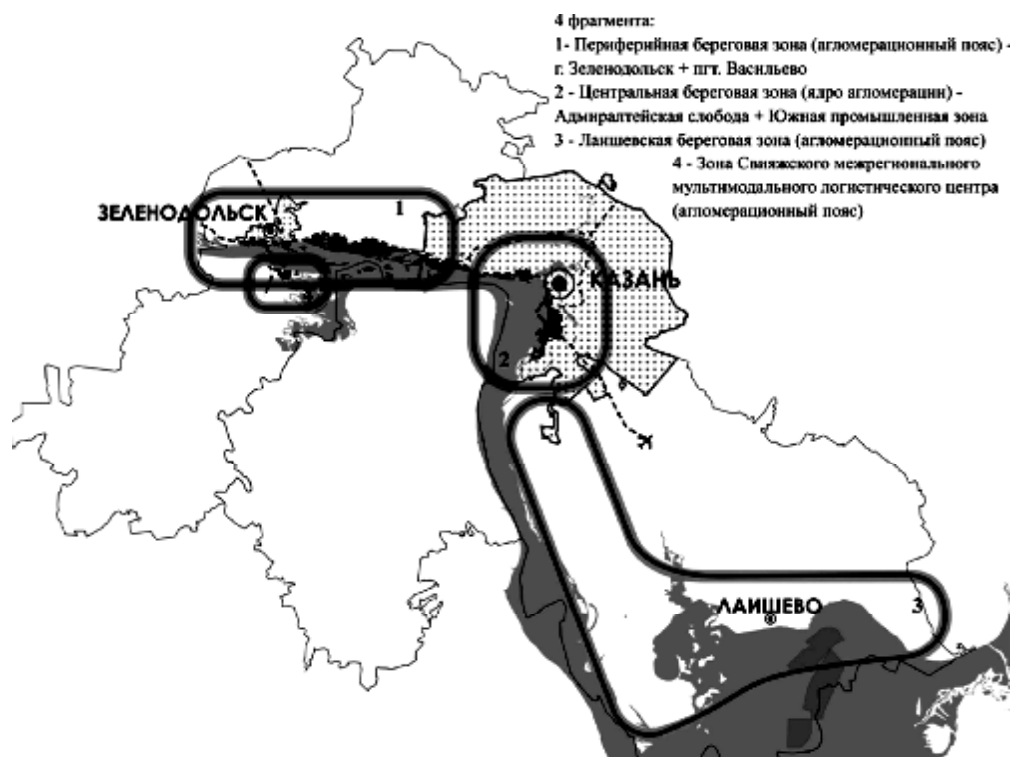 4 фрагмента:
1- Периферийная береговая зона (агломерационный пояс) -
г. Зеленодольск + пгт. Васильево
2 - Центральная береговая зона (ядро агломерации) -
Адмиралтейская слобода + Южная промышленная зона
3 - Лаишевская береговая зона (агломерационный пояс)
4 - Зона Свияжского межрегионального
мультимодального логистического центра
(агломерационный пояс)
ЗЕЛЕНОДОЛЬСК
1
КАЗАНЬ
2
ЛАИШЕВО
3